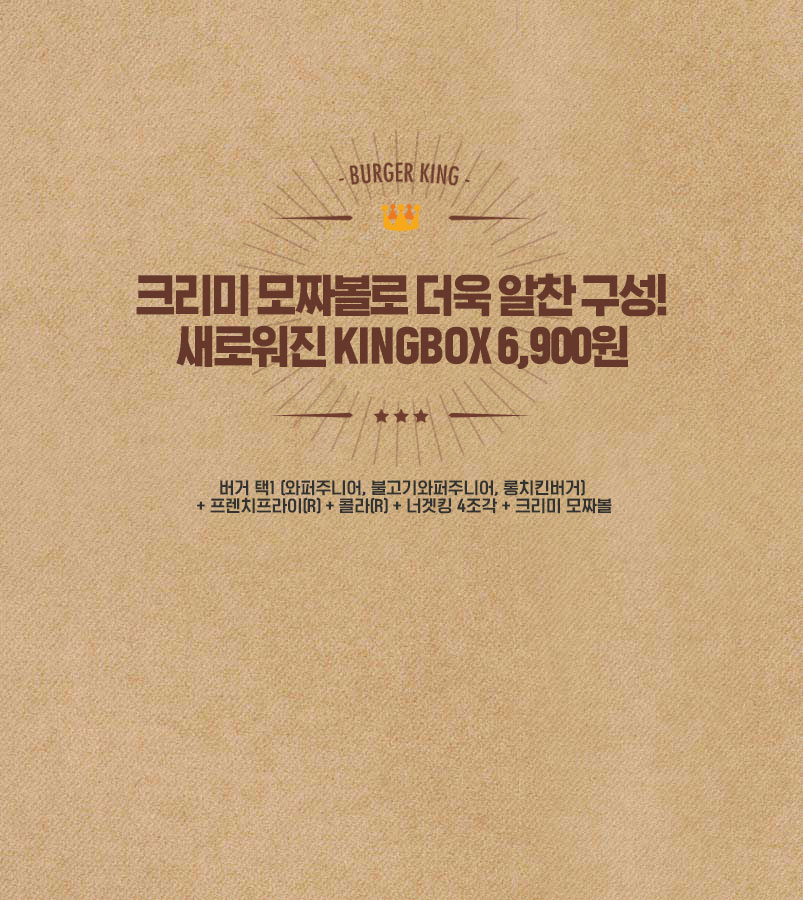 - BURGER KING -
크리미 모짜볼로 더욱 알찬 구성!
새로워진 KINGBOX 6,900원
버거 택1 (와퍼주니어, 불고기와퍼주니어, 롱치킨버거)
+ 프렌치프라이(R) + 콜라(R) + 너겟킹 4조각 + 크리미 모짜볼